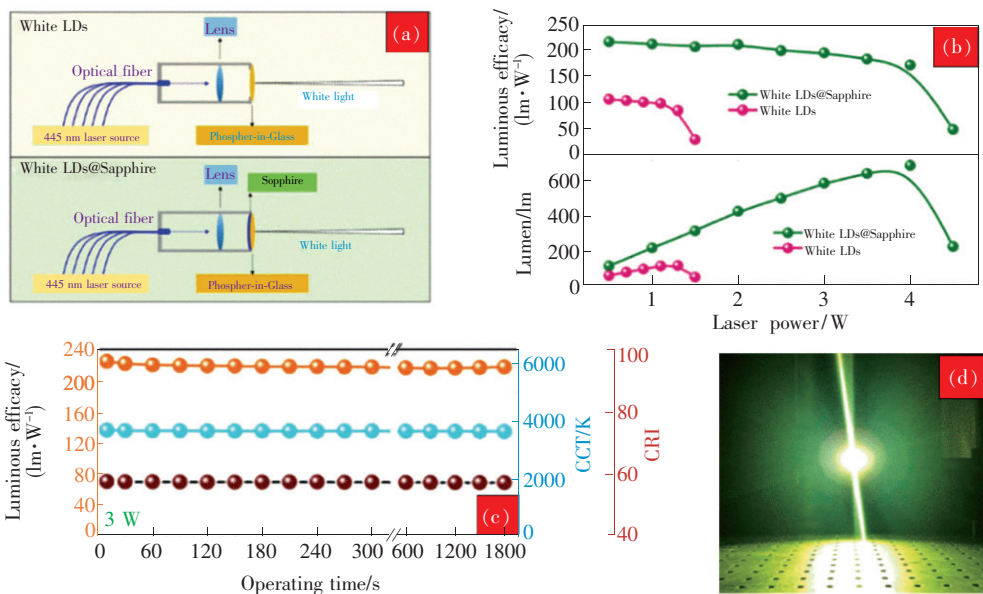 White LDs
(a)
Lens
Optical fiber
White light
445 nm laser source
Phospher-in-Glass
White LDs@Sapphire
Lens
Sopphire
Optical fiber
White light
445 nm laser source
Phospher-in-Glass
(b)
Luminous efficacy/
(lm·W⁻¹)
250
200
150
100
50
0
White LDs@Sapphire
White LDs
Lumen/lm
600
400
200
0
White LDs@Sapphire
White LDs
1 2 3 4
Laser power/W
Luminous efficacy/
(lm·W⁻¹)
240
200
160
120
80
40
0
3 W
(c)
6000
4000
2000
0
CCT/K
100
80
60
40
CRI
0 60 120 180 240 300 600 1200 1800
Operating time/s
(d)